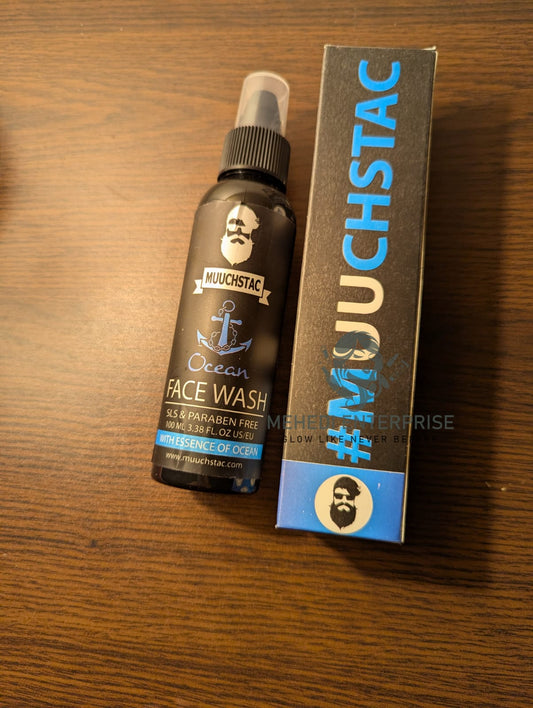 MUUCHSTAC
Ocean
FACE WASH
SLS & PARABEN FREE
100 ML 3.38 FL. OZ US/EU
WITH ESSENCE OF OCEAN
www.muuchstac.com
#MUUCHSTAC
ENTERPRISE
GLOW LIKE NEVER